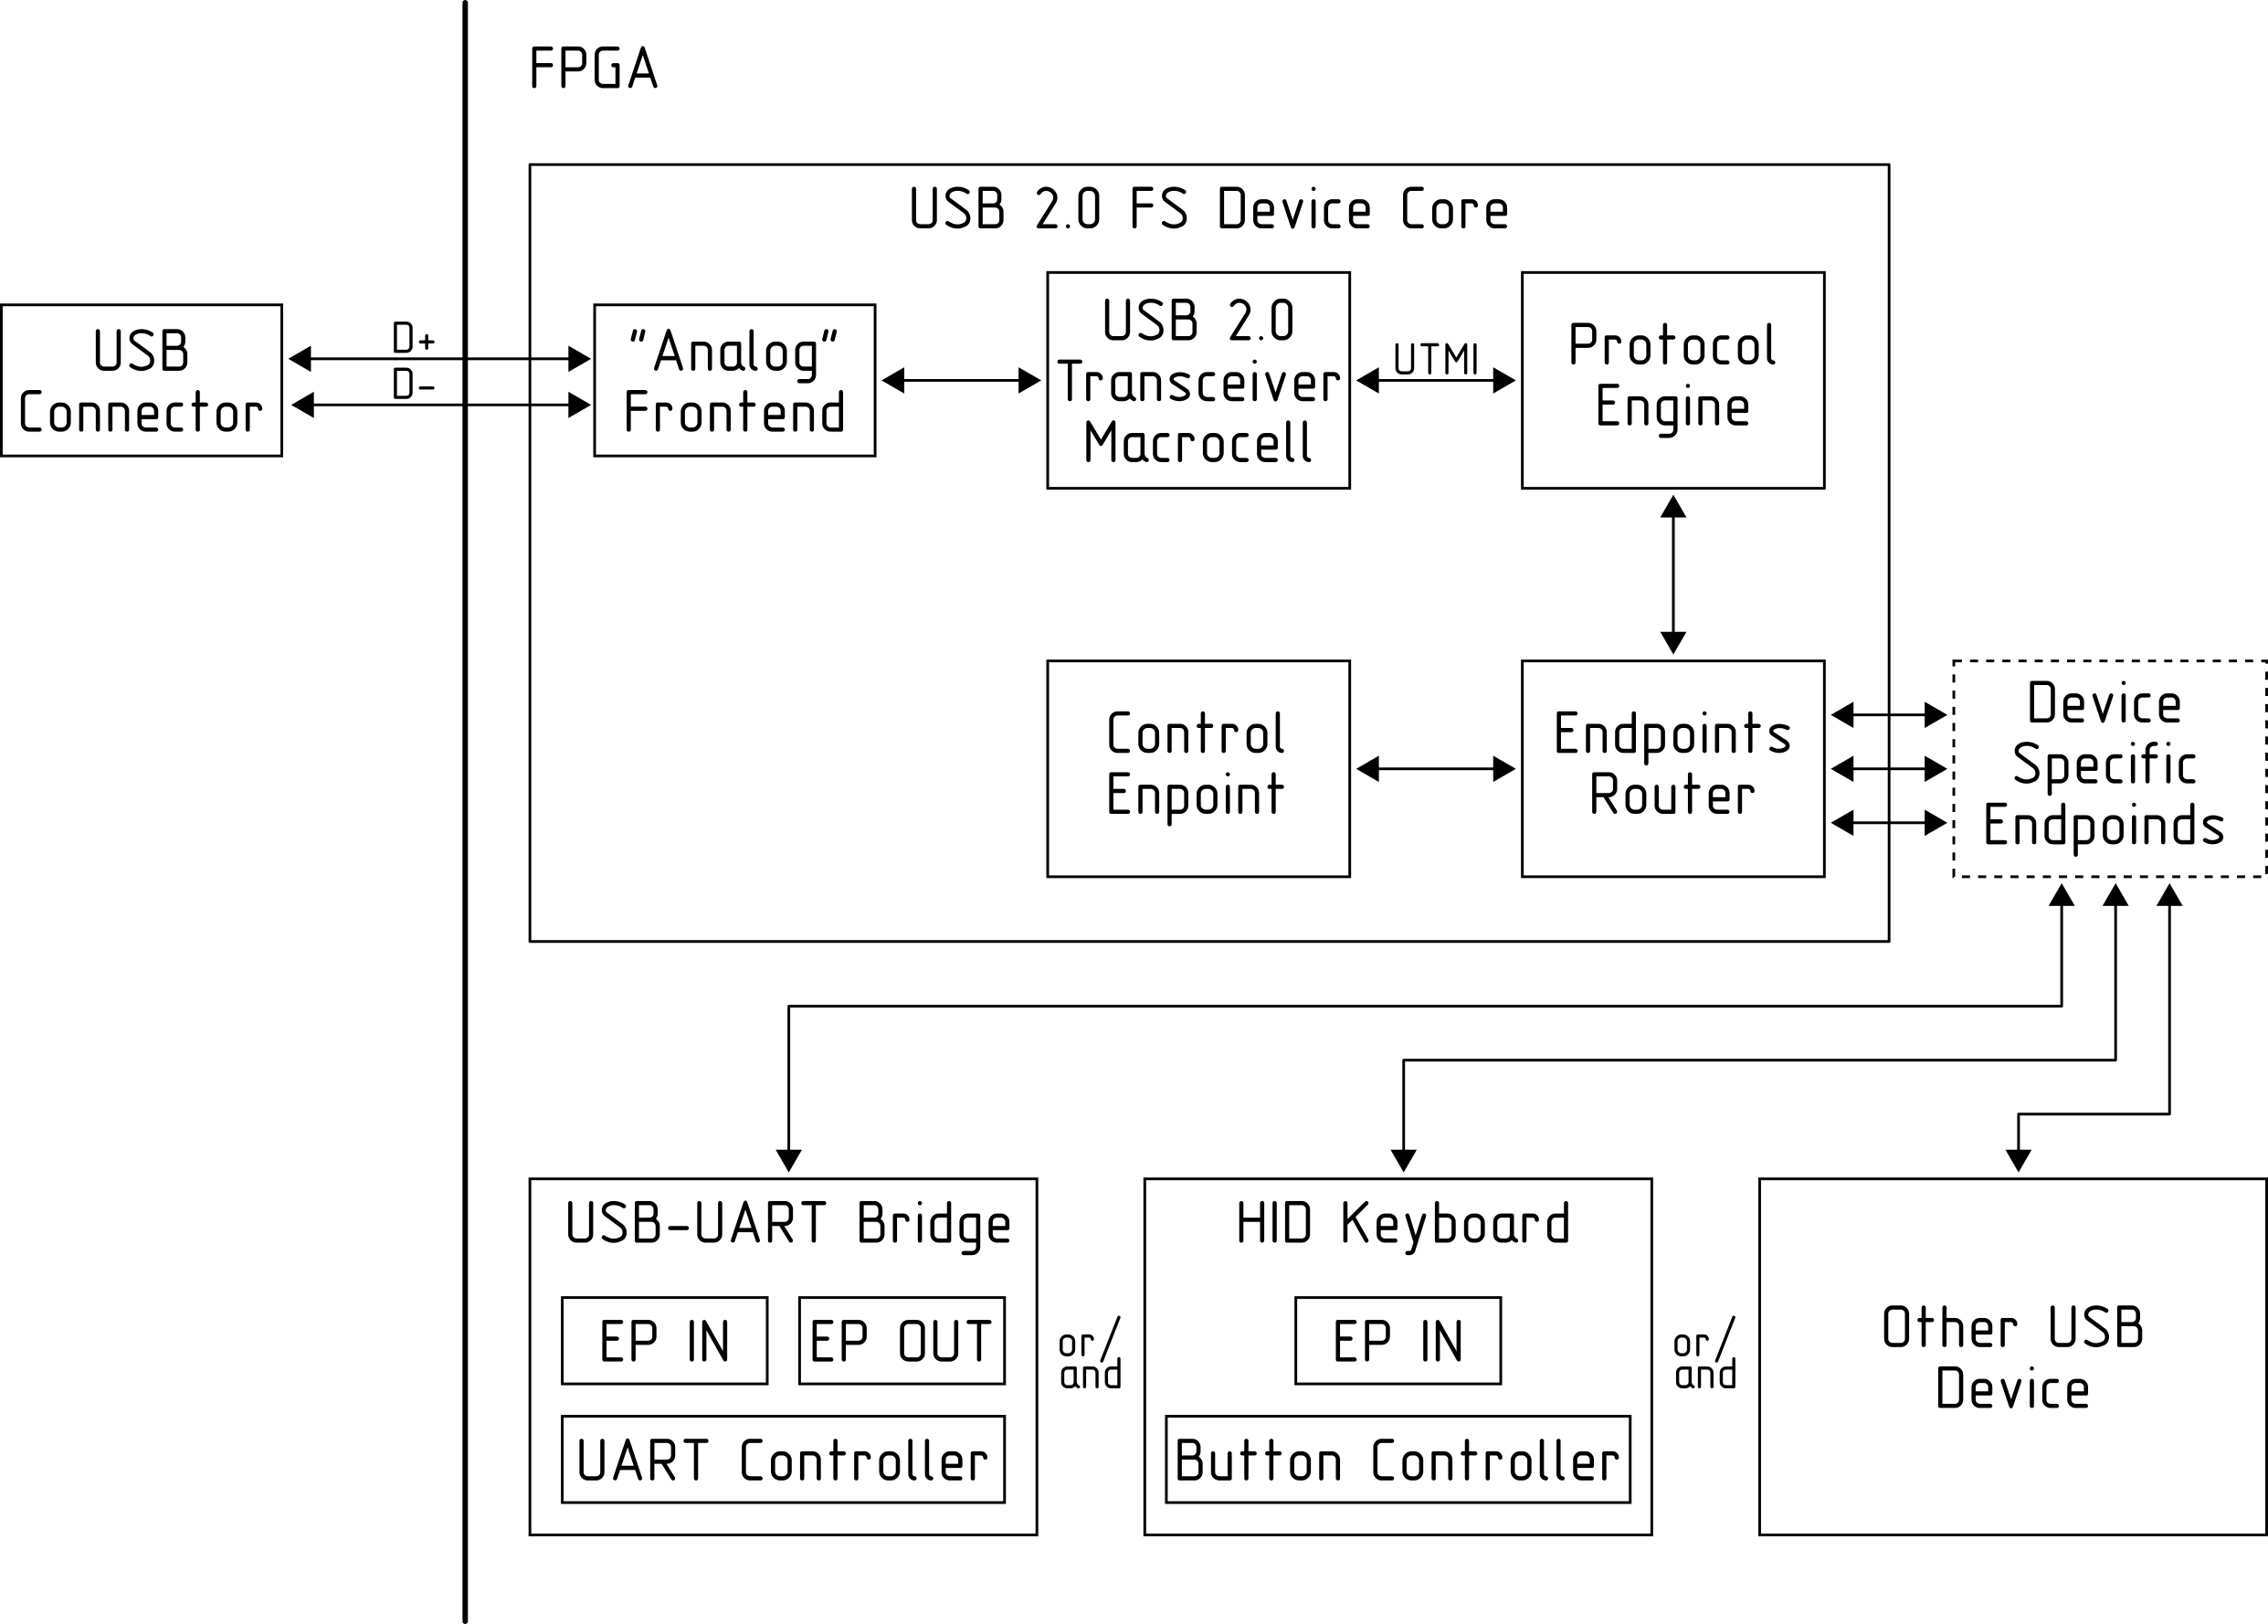 FPGA
USB 2.0 FS Device Core
USB
Connector
D+
D-
"Analog"
Frontend
USB 2.0
Transceiver
Macrocell
UTMI
Protocol
Engine
Control
Enpoint
Endpoints
Router
Device
Specific
Endpoinds
USB-UART Bridge
EP IN
EP OUT
UART Controller
or/
and
HID Keyboard
EP IN
Button Controller
or/
and
Other USB
Device